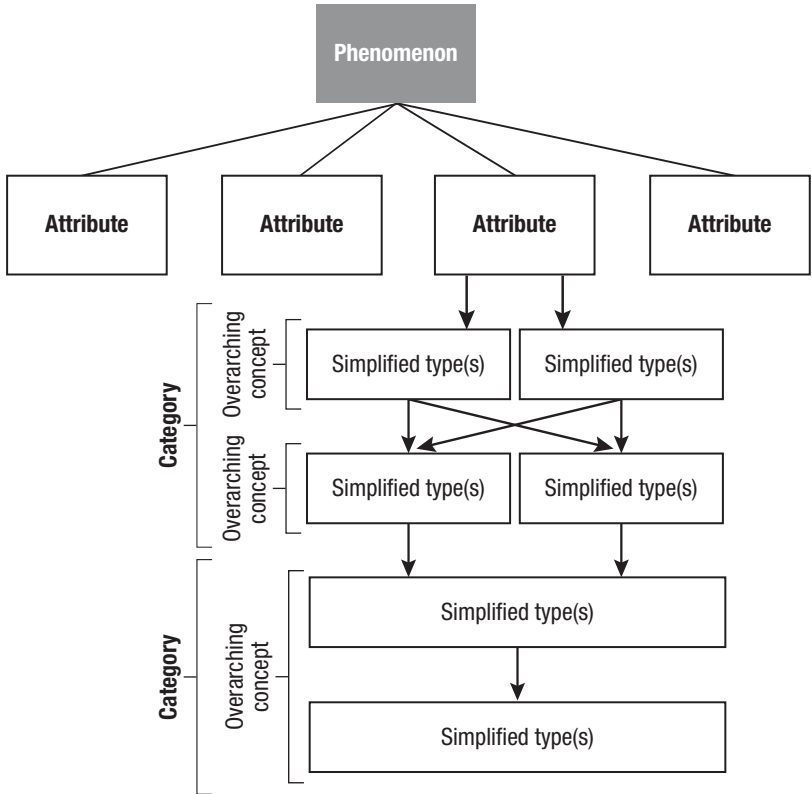 Phenomenon
Attribute
Attribute
Attribute
Attribute
Category
Overarching
concept
Simplified type(s)
Simplified type(s)
Overarching
concept
Simplified type(s)
Simplified type(s)
Category
Overarching
concept
Simplified type(s)
Simplified type(s)